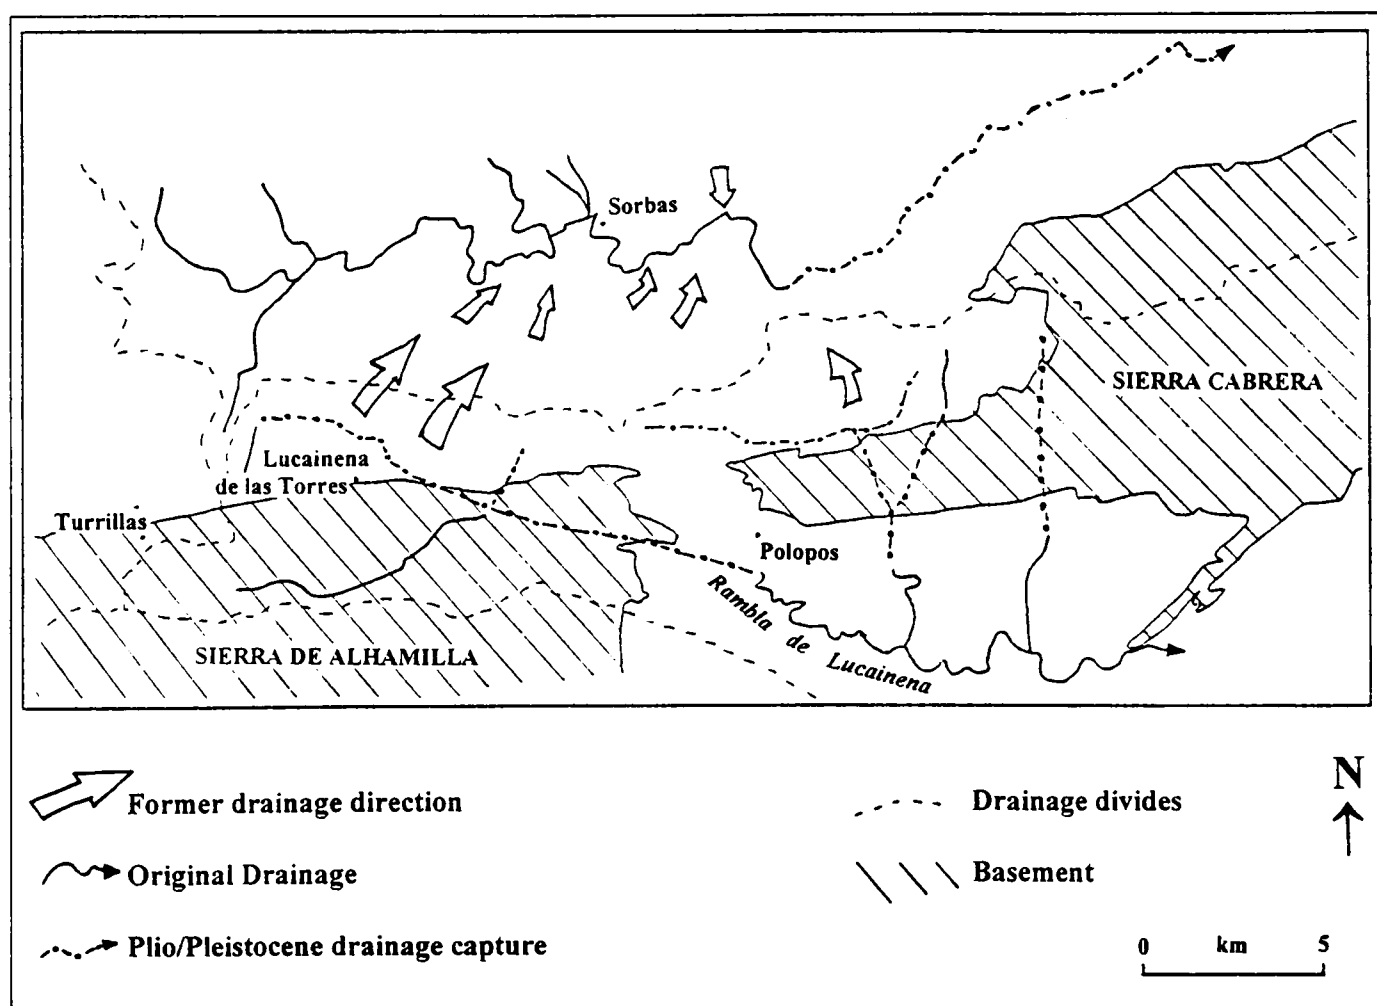 Sorbas
SIERRA CABRERA
Lucainena
de las Torres
Turrillas
Polopos
Rambla de Lucainena
SIERRA DE ALHAMILLA
Former drainage direction
Original Drainage
Plio/Pleistocene drainage capture
Drainage divides
Basement
N
0 km 5